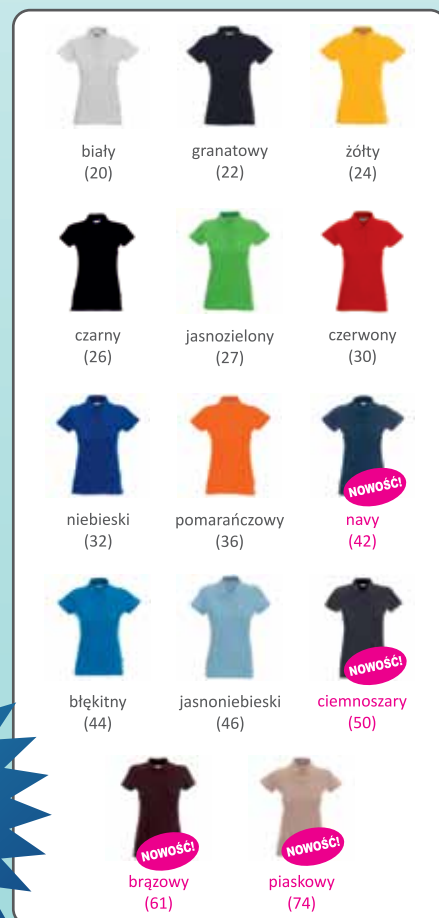 biały
(20)
granatowy
(22)
żółty
(24)
czarny
(26)
jasnozielony
(27)
czerwony
(30)
niebieski
(32)
pomarańczowy
(36)
NOWOŚĆ!
navy
(42)
błękitny
(44)
jasnoniebieski
(46)
NOWOŚĆ!
ciemnoszary
(50)
NOWOŚĆ!
brązowy
(61)
NOWOŚĆ!
piaskowy
(74)